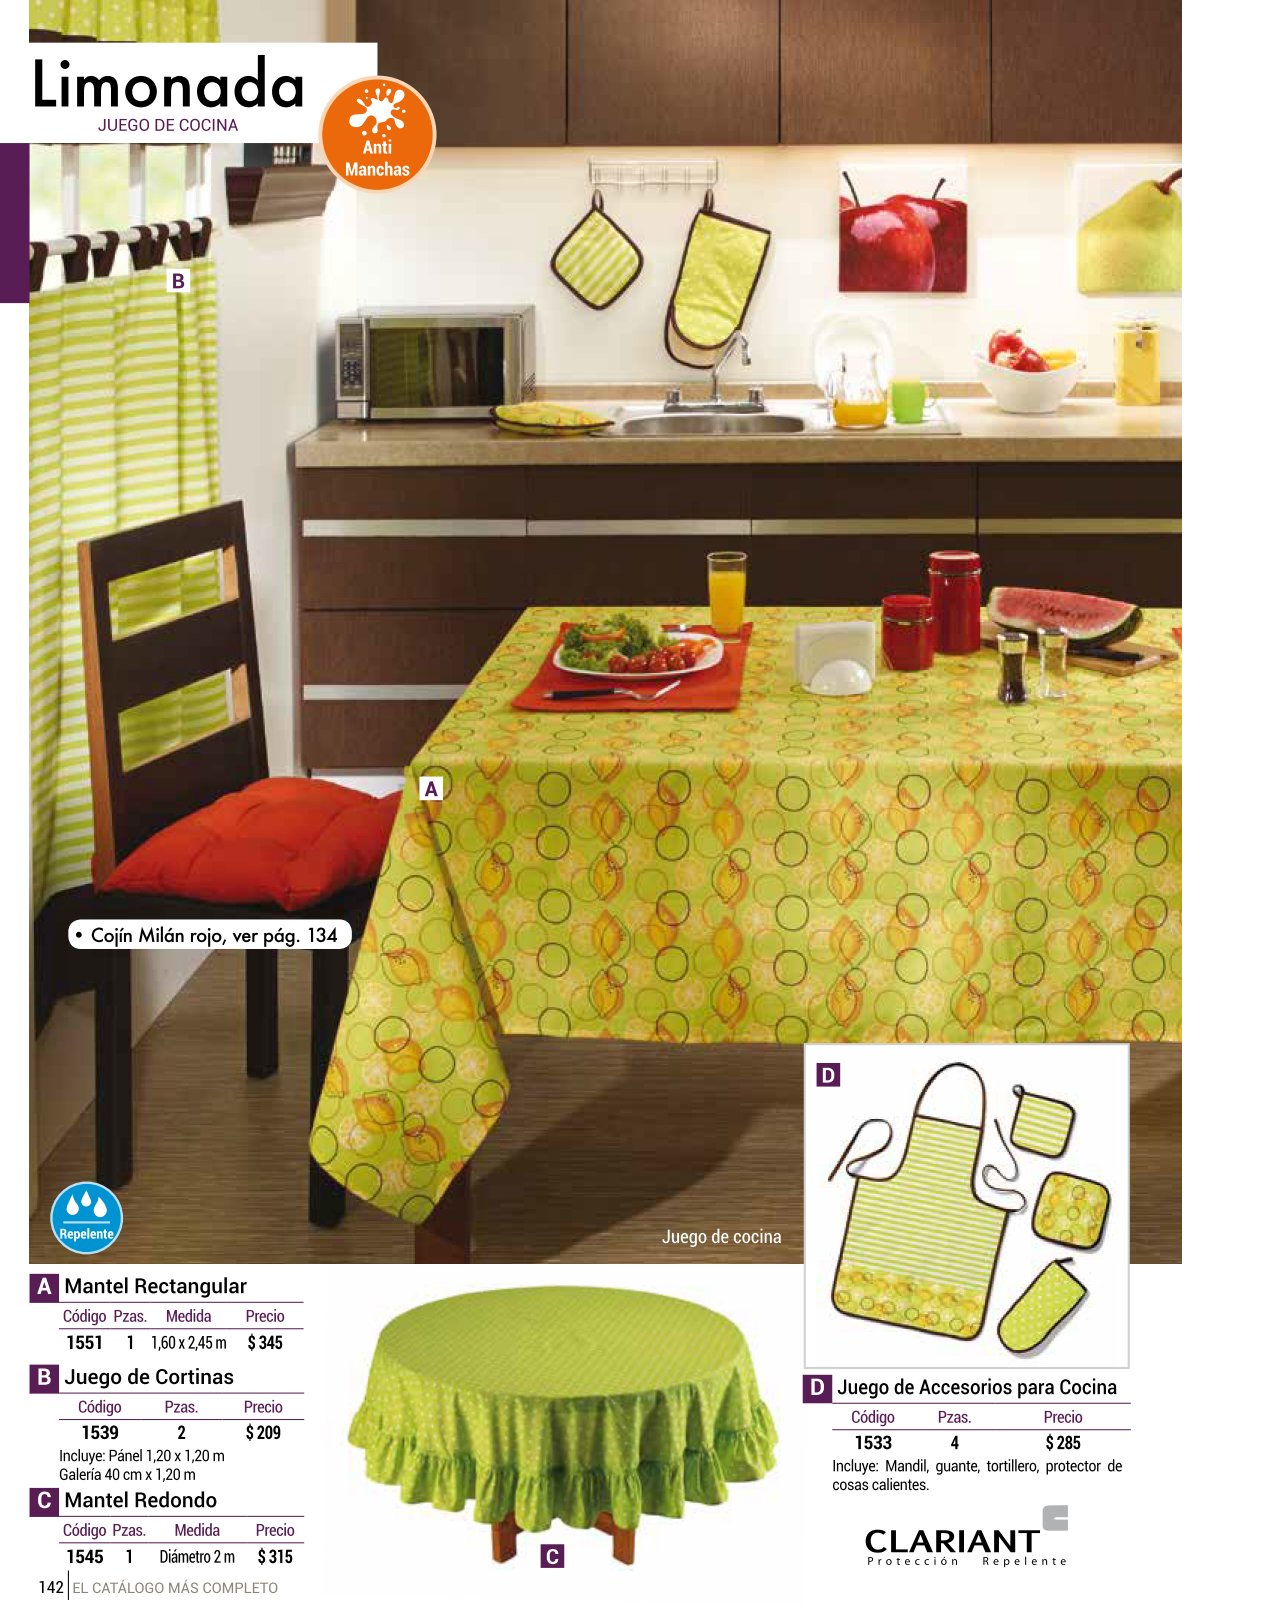 Limonada
JUEGO DE COCINA
Anti
Manchas
B
A
• Cojín Milán rojo, ver pág. 134
D
Repelente
Juego de cocina
A Mantel Rectangular
Código Pzas. Medida Precio
1551 1 1,60 x 2,45 m $ 345
B Juego de Cortinas
Código Pzas. Precio
1539 2 $ 209
Incluye: Pánel 1,20 x 1,20 m
Galería 40 cm x 1,20 m
C Mantel Redondo
Código Pzas. Medida Precio
1545 1 Diámetro 2 m $ 315
C
D Juego de Accesorios para Cocina
Código Pzas. Precio
1533 4 $ 285
Incluye: Mandil, guante, tortillero, protector de
cosas calientes.
CLARIANT
Protección Repelente
142 EL CATÁLOGO MÁS COMPLETO